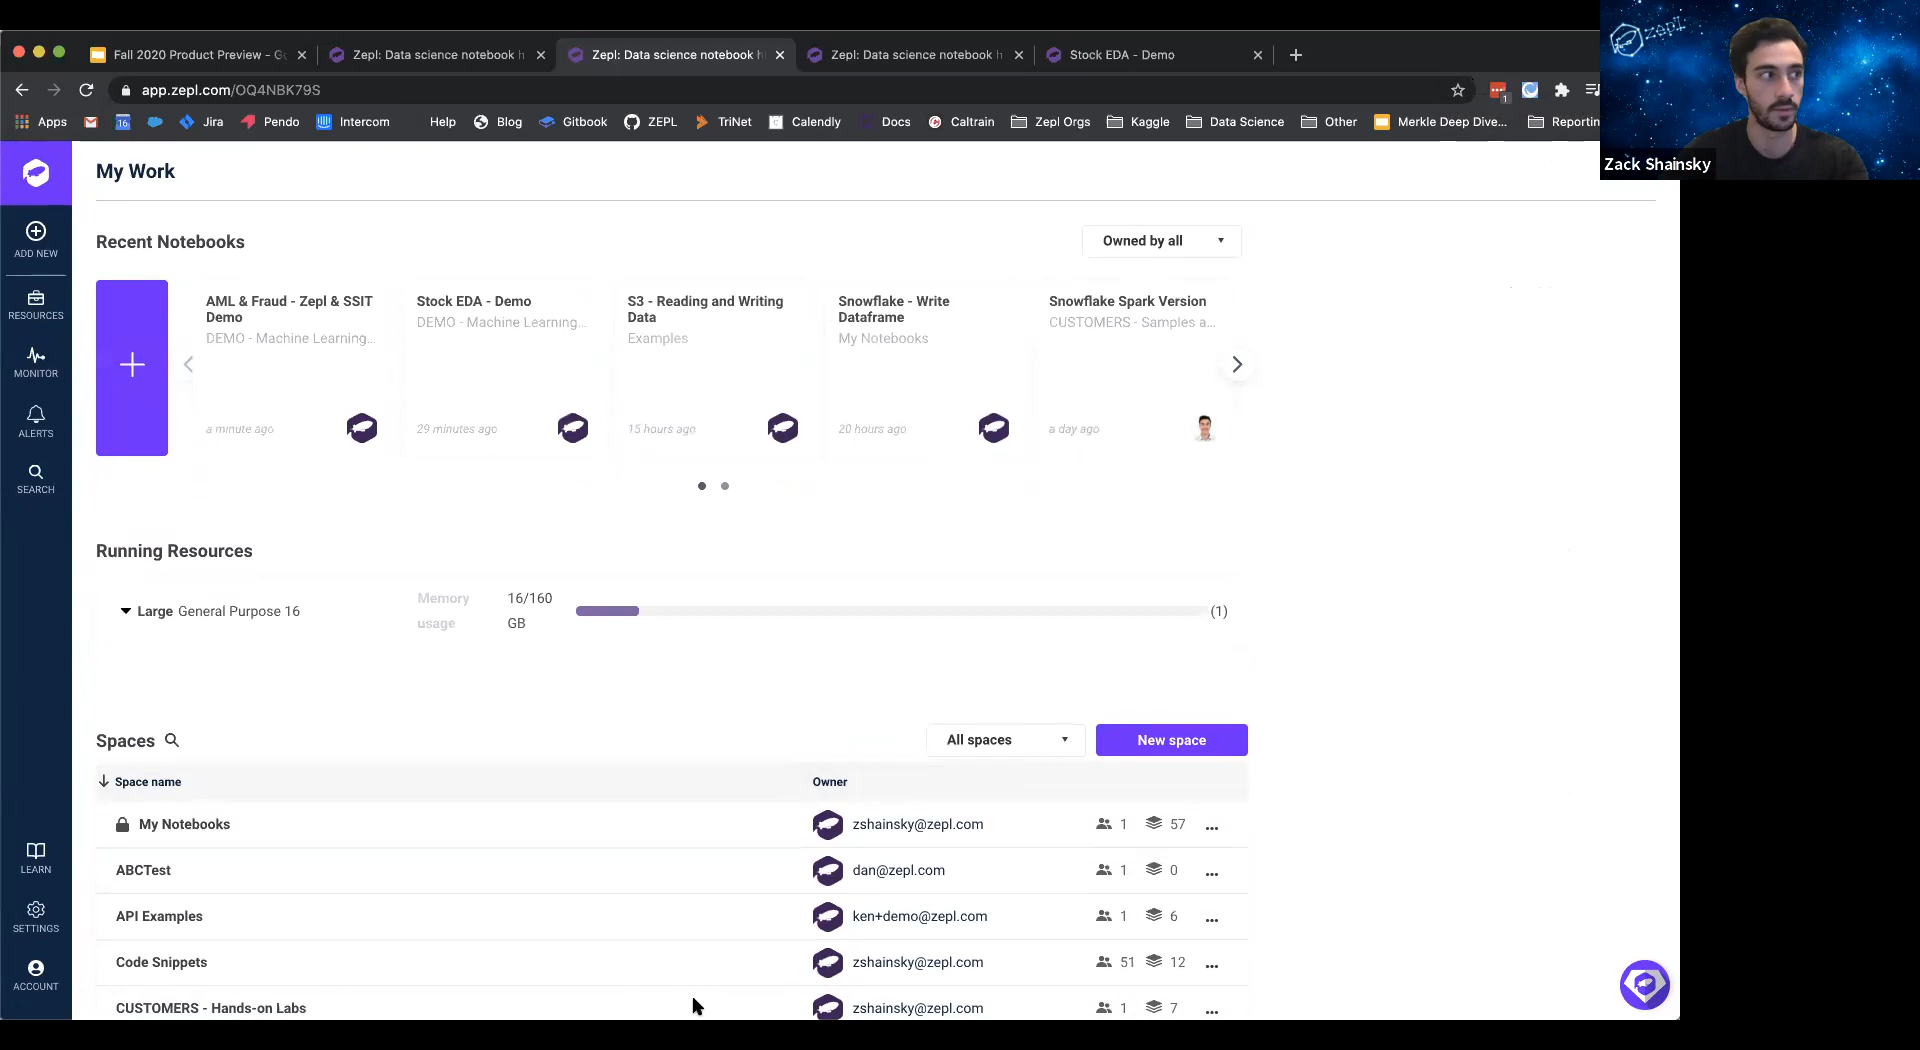 Fall 2020 Product Preview - G
Zepl: Data science notebook h
Zepl: Data science notebook h
Zepl: Data science notebook h
Stock EDA - Demo
app.zepl.com/OQ4NBK79S
1
Apps
16
Jira
Pendo
Intercom
Help
Blog
Gitbook
ZEPL
TriNet
Calendly
Docs
Caltrain
Zepl Orgs
Kaggle
Data Science
Other
Merkle Deep Dive...
Reportin
zepl
Zack Shainsky
ADD NEW
RESOURCES
MONITOR
ALERTS
SEARCH
LEARN
SETTINGS
ACCOUNT
My Work
Recent Notebooks
Owned by all
AML & Fraud - Zepl & SSIT
Demo
DEMO - Machine Learning...
a minute ago
Stock EDA - Demo
DEMO - Machine Learning...
29 minutes ago
S3 - Reading and Writing
Data
Examples
15 hours ago
Snowflake - Write
Dataframe
My Notebooks
20 hours ago
Snowflake Spark Version
CUSTOMERS - Samples a...
a day ago
Running Resources
Large General Purpose 16
Memory
usage
16/160
GB
(1)
Spaces
All spaces
New space
Space name
Owner
My Notebooks
zshainsky@zepl.com
1
57
...
ABCTest
dan@zepl.com
1
0
...
API Examples
ken+demo@zepl.com
1
6
...
Code Snippets
zshainsky@zepl.com
51
12
...
CUSTOMERS - Hands-on Labs
zshainsky@zepl.com
1
7
...